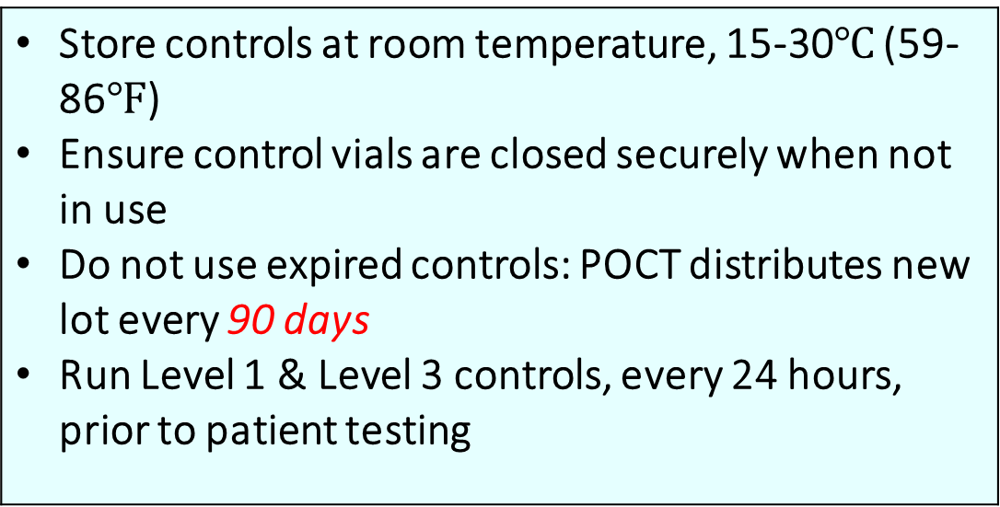 • Store controls at room temperature, 15-30°C (59-
86°F)
• Ensure control vials are closed securely when not
in use
• Do not use expired controls: POCT distributes new
lot every 90 days
• Run Level 1 & Level 3 controls, every 24 hours,
prior to patient testing